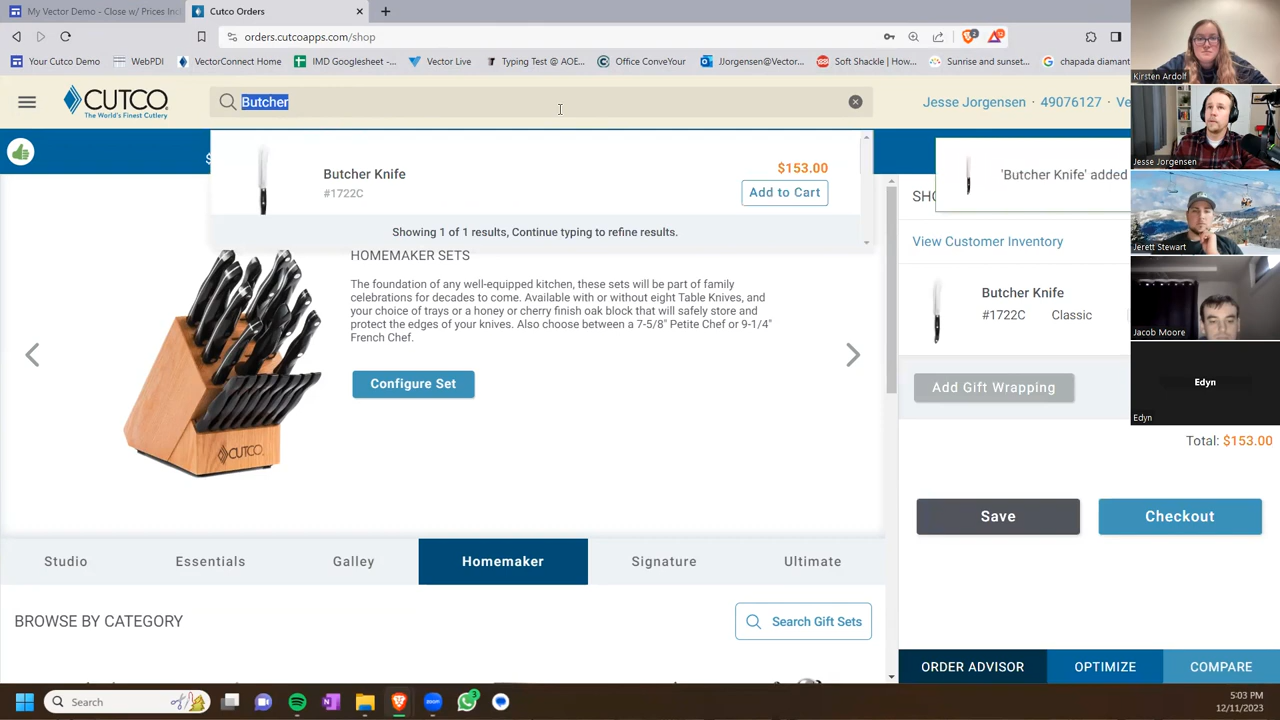 My Vector Demo - Close w/ Prices Inc
Cutco Orders
orders.cutcoapps.com/shop
2
12
Your Cutco Demo
WebPDI
VectorConnect Home
IMD Googlesheet -...
Vector Live
Typing Test @ AOE...
Office ConveYour
JJorgensen@Vector...
Soft Shackle | How...
Sunrise and sunset...
chapada diamant
CUTCO
The World's Finest Cutlery
Butcher
Jesse Jorgensen · 49076127 · Ve
$
Butcher Knife
#1722C
$153.00
Add to Cart
Showing 1 of 1 results, Continue typing to refine results.
'Butcher Knife' added
SHO
View Customer Inventory
Butcher Knife
#1722C
Classic
Add Gift Wrapping
Total: $153.00
Save
Checkout
HOMEMAKER SETS
The foundation of any well-equipped kitchen, these sets will be part of family
celebrations for decades to come. Available with or without eight Table Knives, and
your choice of trays or a honey or cherry finish oak block that will safely store and
protect the edges of your knives. Also choose between a 7-5/8" Petite Chef or 9-1/4"
French Chef.
Configure Set
CUTCO
Studio
Essentials
Galley
Homemaker
Signature
Ultimate
BROWSE BY CATEGORY
Search Gift Sets
ORDER ADVISOR
OPTIMIZE
COMPARE
Kirsten Ardolf
Jesse Jorgensen
Jerett Stewart
Jacob Moore
Edyn
Edyn
Search
3
5:03 PM
12/11/2023